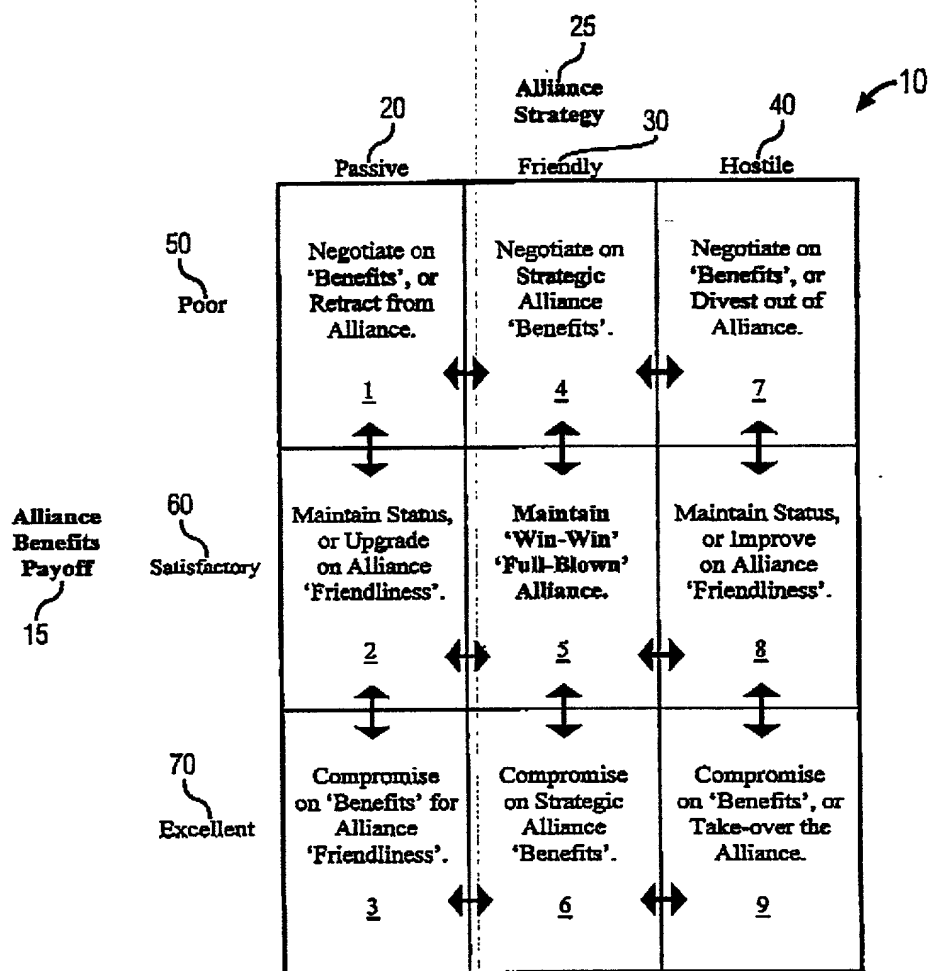 25
Alliance
Strategy
10
20
30
40
Passive
Friendly
Hostile
50
Poor
Negotiate on
‘Benefits’, or
Retract from
Alliance.
1
Negotiate on
Strategic
Alliance
‘Benefits’.
4
Negotiate on
‘Benefits’, or
Divest out of
Alliance.
7
Alliance
Benefits
Payoff
15
60
Satisfactory
Maintain Status,
or Upgrade
on Alliance
‘Friendliness’.
2
Maintain
‘Win-Win’
‘Full-Blown’
Alliance.
5
Maintain Status,
or Improve
on Alliance
‘Friendliness’.
8
70
Excellent
Compromise
on ‘Benefits’ for
Alliance
‘Friendliness’.
3
Compromise
on Strategic
Alliance
‘Benefits’.
6
Compromise
on ‘Benefits’, or
Take-over the
Alliance.
9